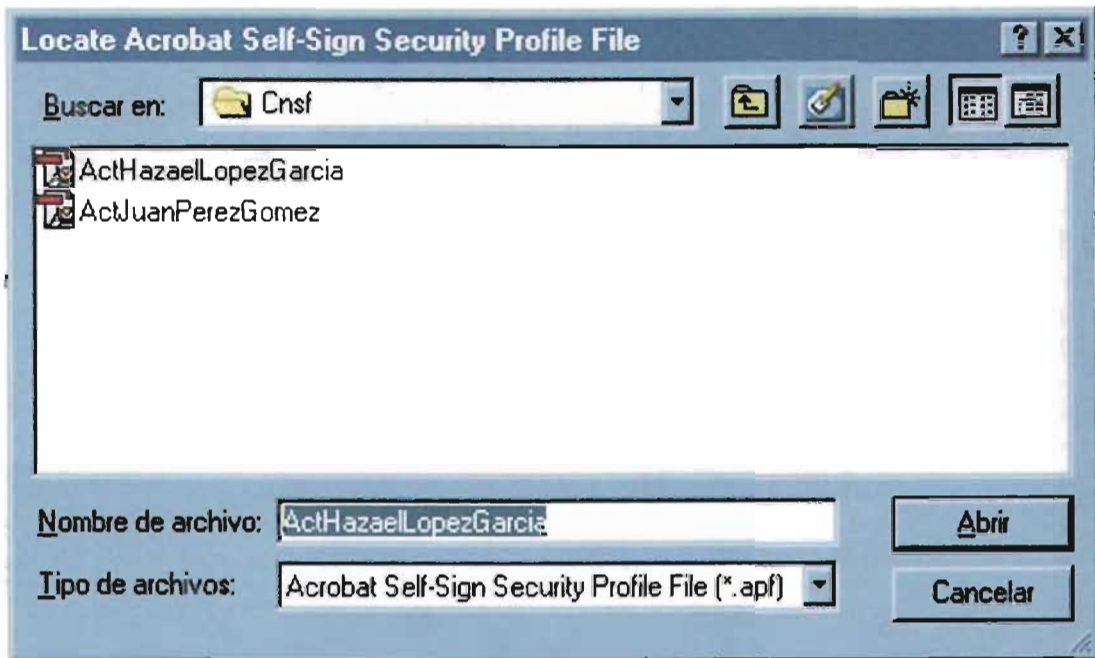 Locate Acrobat Self-Sign Security Profile File
Buscar en: Cnsf
ActHazaelLopezGarcia
ActJuanPerezGomez
Nombre de archivo: ActHazaelLopezGarcia Abrir
Tipo de archivos: Acrobat Self-Sign Security Profile File (*.apf) Cancelar